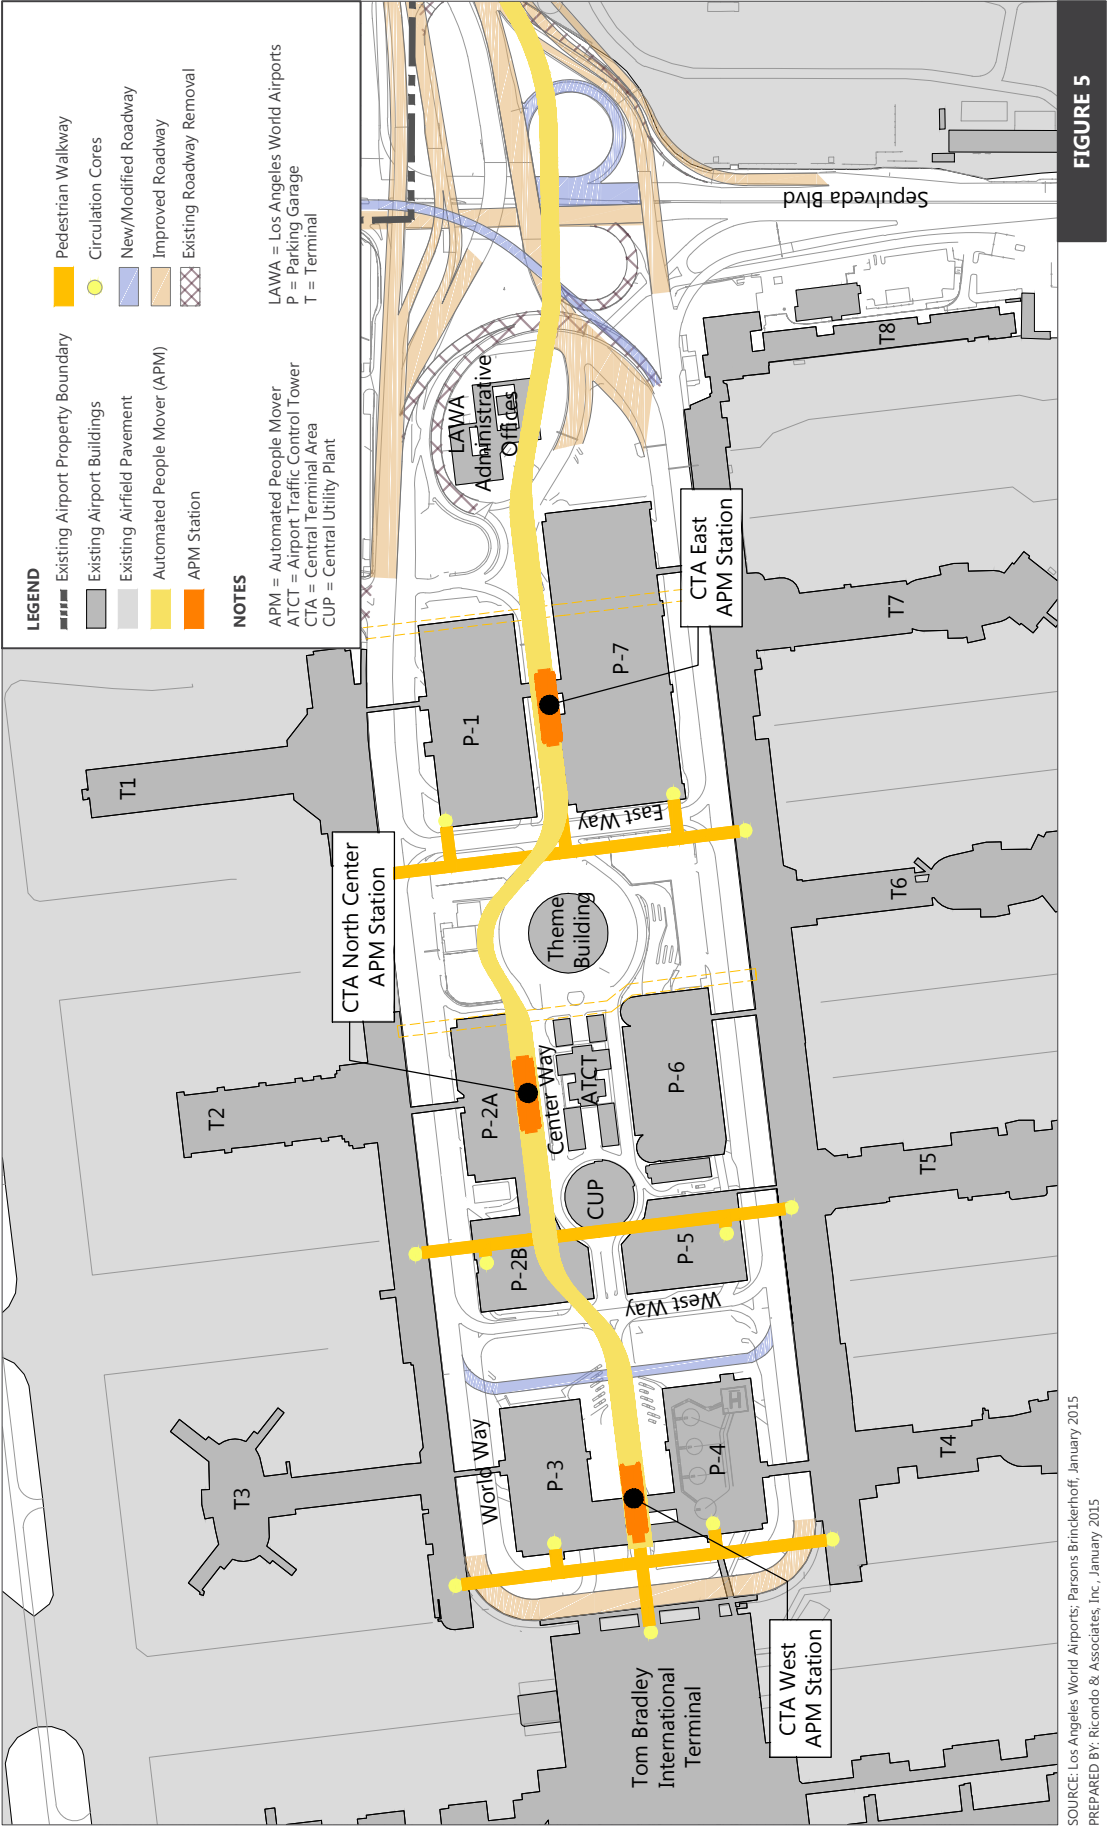 LEGEND
Existing Airport Property Boundary
Existing Airport Buildings
Existing Airfield Pavement
Automated People Mover (APM)
APM Station
Pedestrian Walkway
Circulation Cores
New/Modified Roadway
Improved Roadway
Existing Roadway Removal
NOTES
APM = Automated People Mover
ATCT = Airport Traffic Control Tower
CTA = Central Terminal Area
CUP = Central Utility Plant
LAWA = Los Angeles World Airports
P = Parking Garage
T = Terminal
T3
T2
T1
CTA North Center
APM Station
World Way
P-3
P-2B
P-2A
P-1
LAWA
Administrative
Offices
Center Way
CUP
ATCT
Theme
Building
East Way
P-7
West Way
P-4
P-5
P-6
CTA East
APM Station
Sepulveda Blvd
Tom Bradley
International
Terminal
CTA West
APM Station
T4
T5
T6
T7
T8
SOURCE: Los Angeles World Airports; Parsons Brinckerhoff, January 2015
PREPARED BY: Ricondo & Associates, Inc., January 2015
FIGURE 5